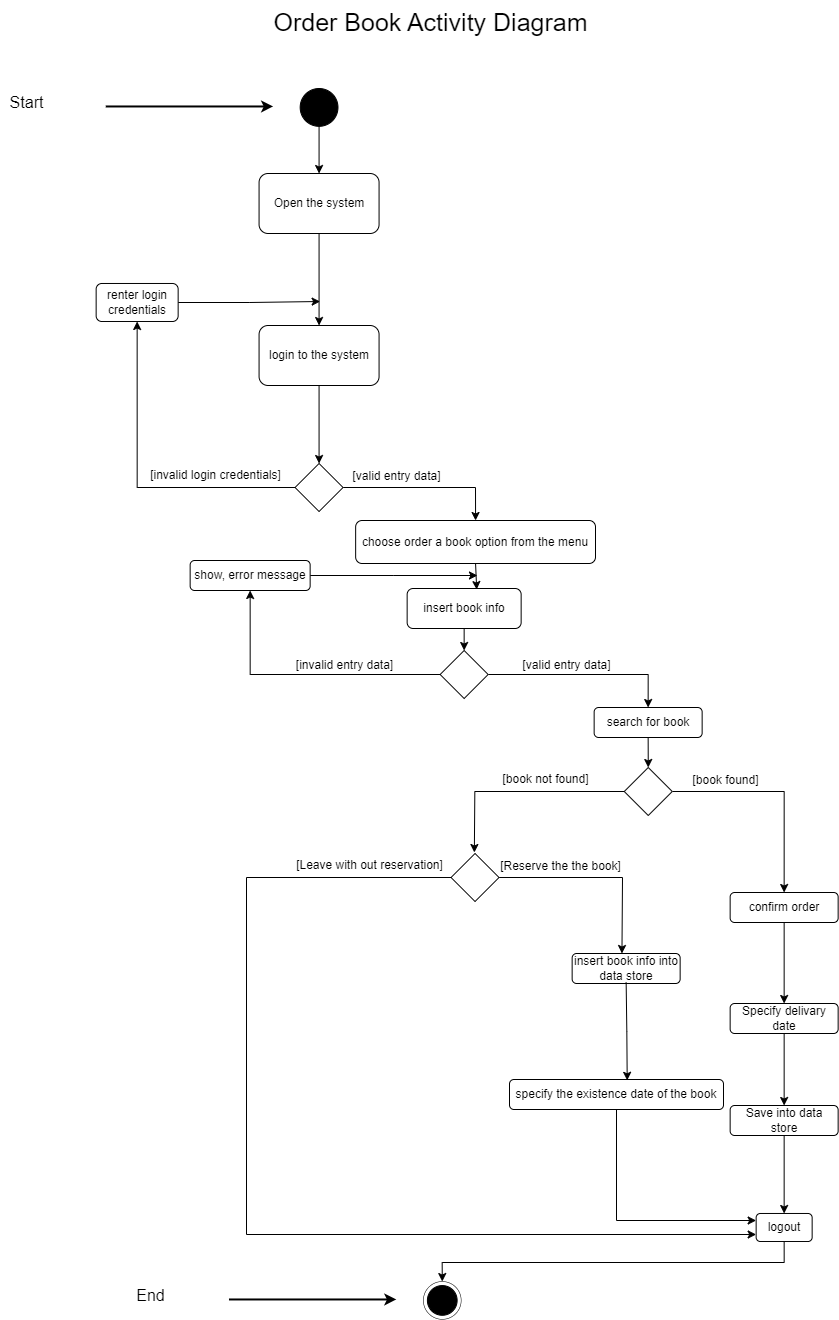 Order Book Activity Diagram
Start
Open the system
renter login
credentials
login to the system
[invalid login credentials]
[valid entry data]
choose order a book option from the menu
show, error message
insert book info
[invalid entry data]
[valid entry data]
search for book
[book not found]
[book found]
[Leave with out reservation]
[Reserve the the book]
confirm order
insert book info into
data store
Specify delivary
date
specify the existence date of the book
Save into data
store
logout
End